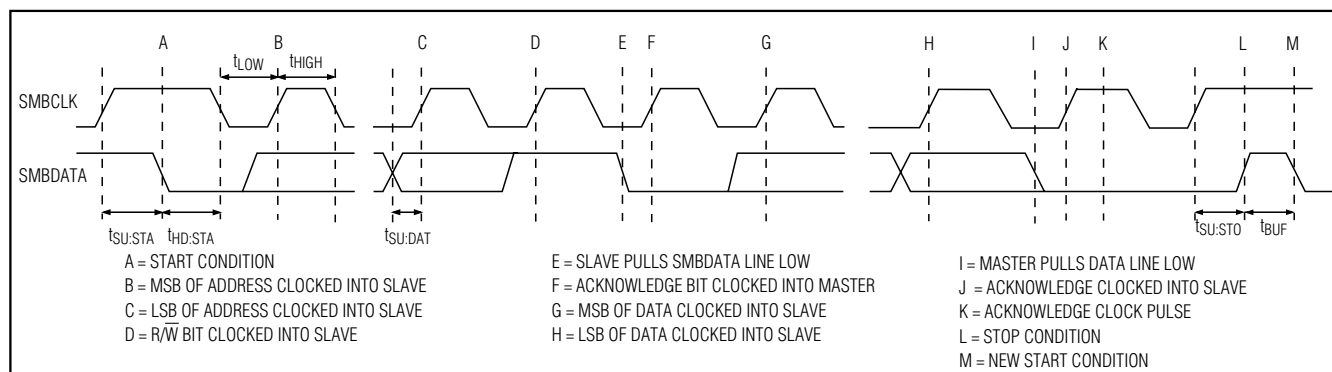 A B C D E F G H I J K L M
tLOW tHIGH
SMBCLK
SMBDATA
tSU:STA tHD:STA tSU:DAT tSU:STO tBUF
A = START CONDITION
B = MSB OF ADDRESS CLOCKED INTO SLAVE
C = LSB OF ADDRESS CLOCKED INTO SLAVE
D = R/W̅ BIT CLOCKED INTO SLAVE
E = SLAVE PULLS SMBDATA LINE LOW
F = ACKNOWLEDGE BIT CLOCKED INTO MASTER
G = MSB OF DATA CLOCKED INTO SLAVE
H = LSB OF DATA CLOCKED INTO SLAVE
I = MASTER PULLS DATA LINE LOW
J = ACKNOWLEDGE CLOCKED INTO SLAVE
K = ACKNOWLEDGE CLOCK PULSE
L = STOP CONDITION
M = NEW START CONDITION